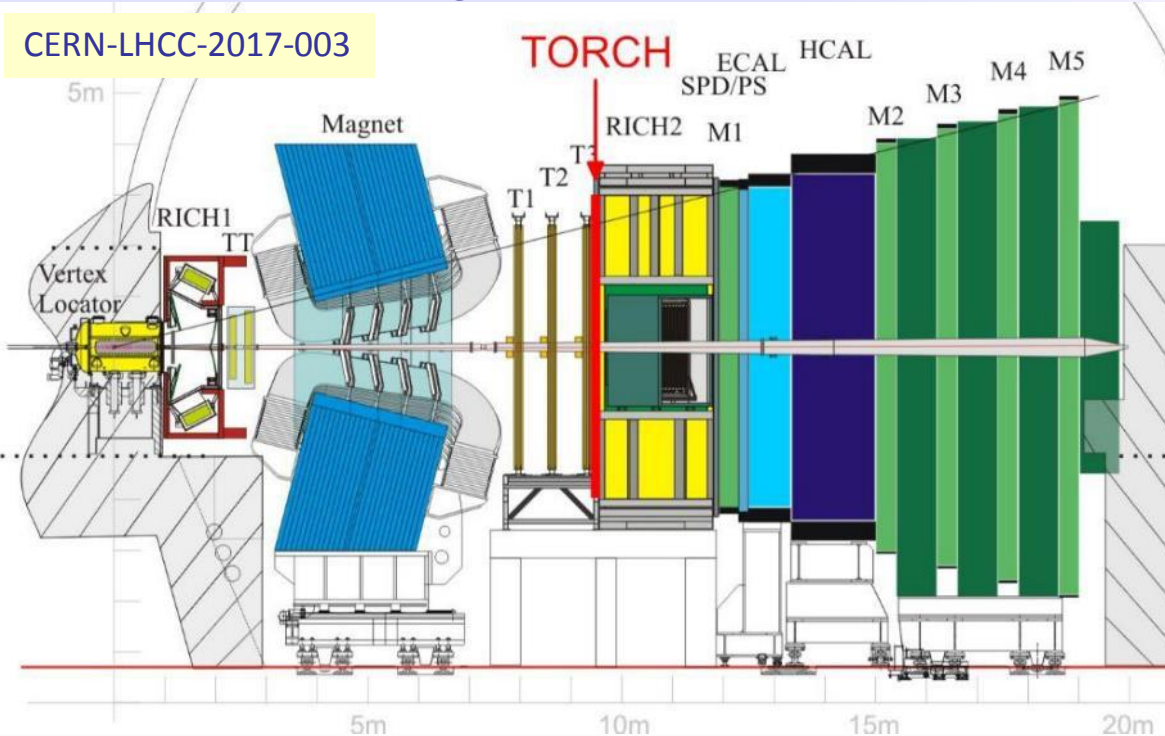 CERN-LHCC-2017-003
TORCH
5m
Magnet
SPD/PS
ECAL
HCAL
M5
M4
M3
M2
M1
RICH2
T3
T2
T1
RICH1
TT
Vertex
Locator
5m
10m
15m
20m